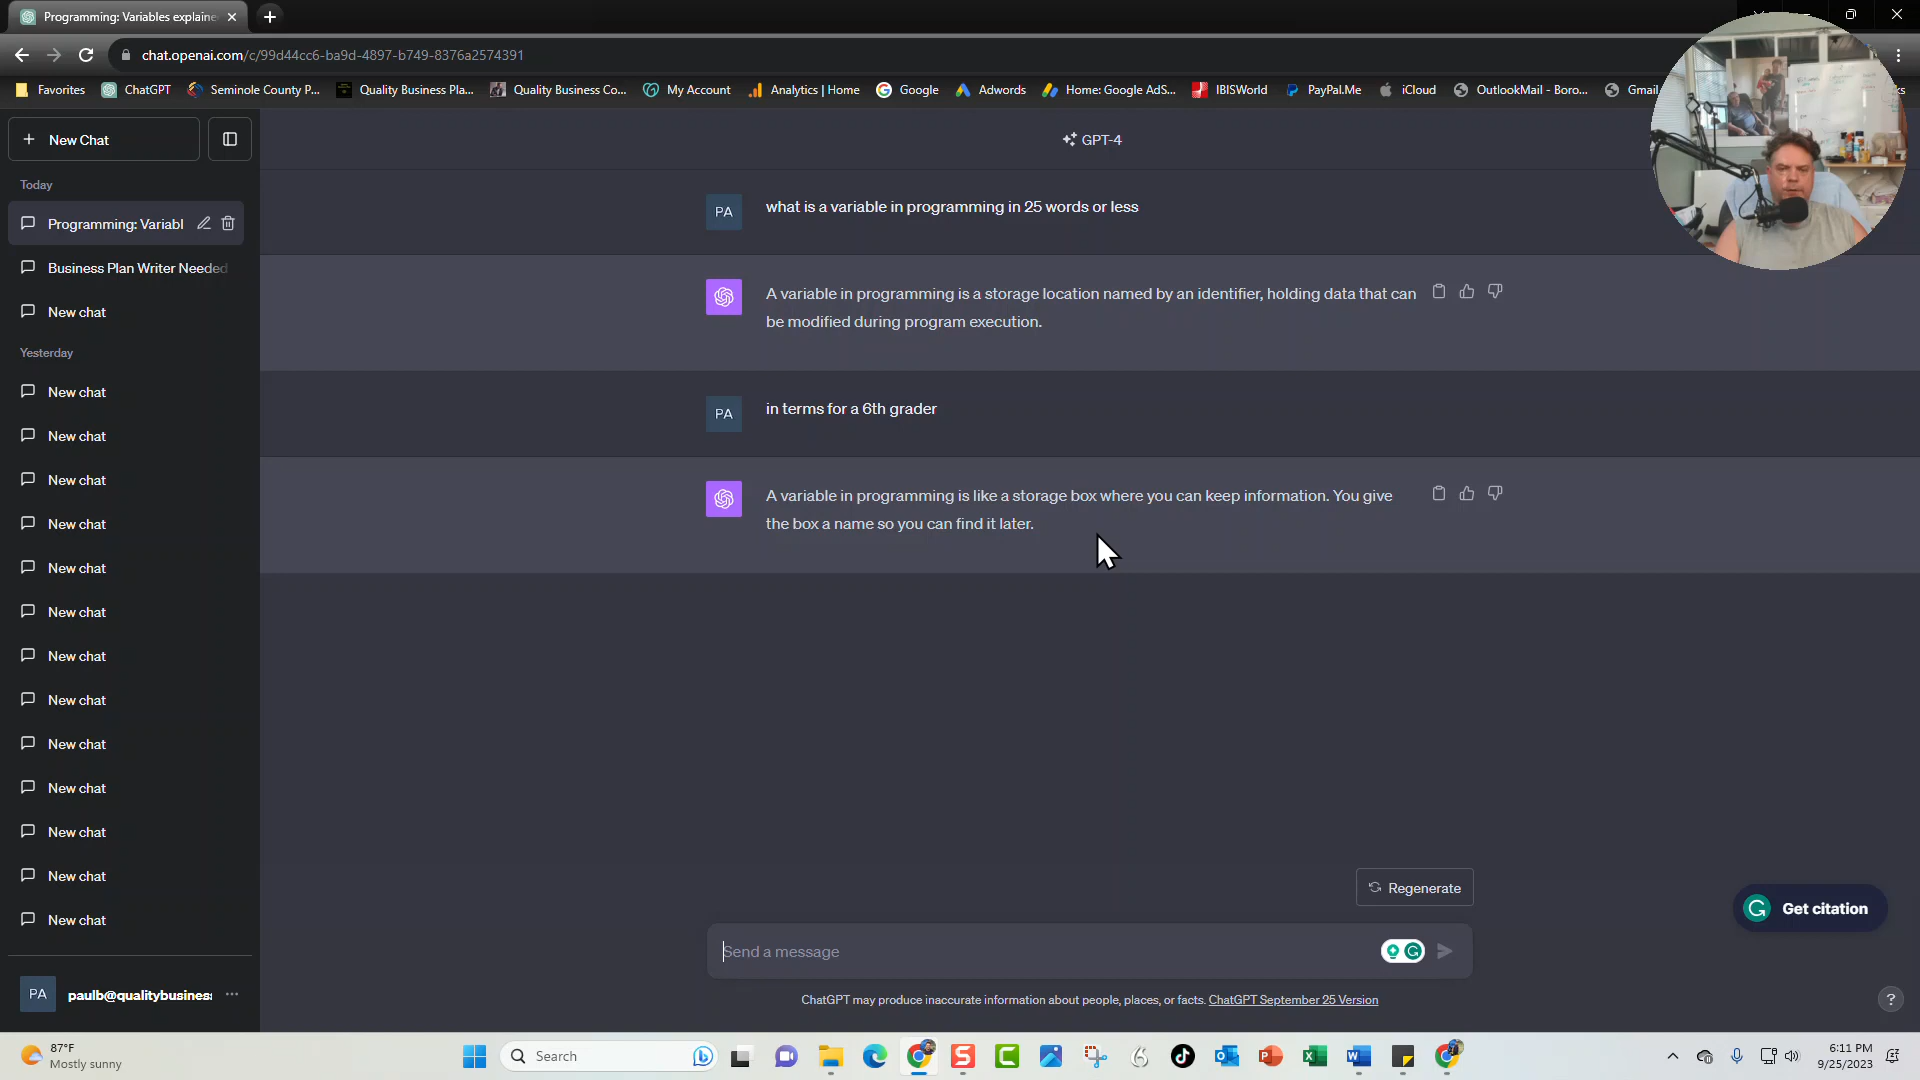 Programming: Variables explaine
chat.openai.com/c/99d44cc6-ba9d-4897-b749-8376a2574391
Favorites ChatGPT Seminole County P... Quality Business Pla... Quality Business Co... My Account Analytics | Home Google Adwords Home: Google AdS... IBISWorld PayPal.Me iCloud OutlookMail - Boro... Gmail
New Chat
GPT-4
Today
Programming: Variabl
Business Plan Writer Needed
New chat
Yesterday
New chat
New chat
New chat
New chat
New chat
New chat
New chat
New chat
New chat
New chat
New chat
New chat
New chat
PA
paulb@qualitybusiness
PA
what is a variable in programming in 25 words or less
A variable in programming is a storage location named by an identifier, holding data that can
be modified during program execution.
PA
in terms for a 6th grader
A variable in programming is like a storage box where you can keep information. You give
the box a name so you can find it later.
Regenerate
Get citation
Send a message
ChatGPT may produce inaccurate information about people, places, or facts. ChatGPT September 25 Version
?
87°F
Mostly sunny
Search
6:11 PM
9/25/2023